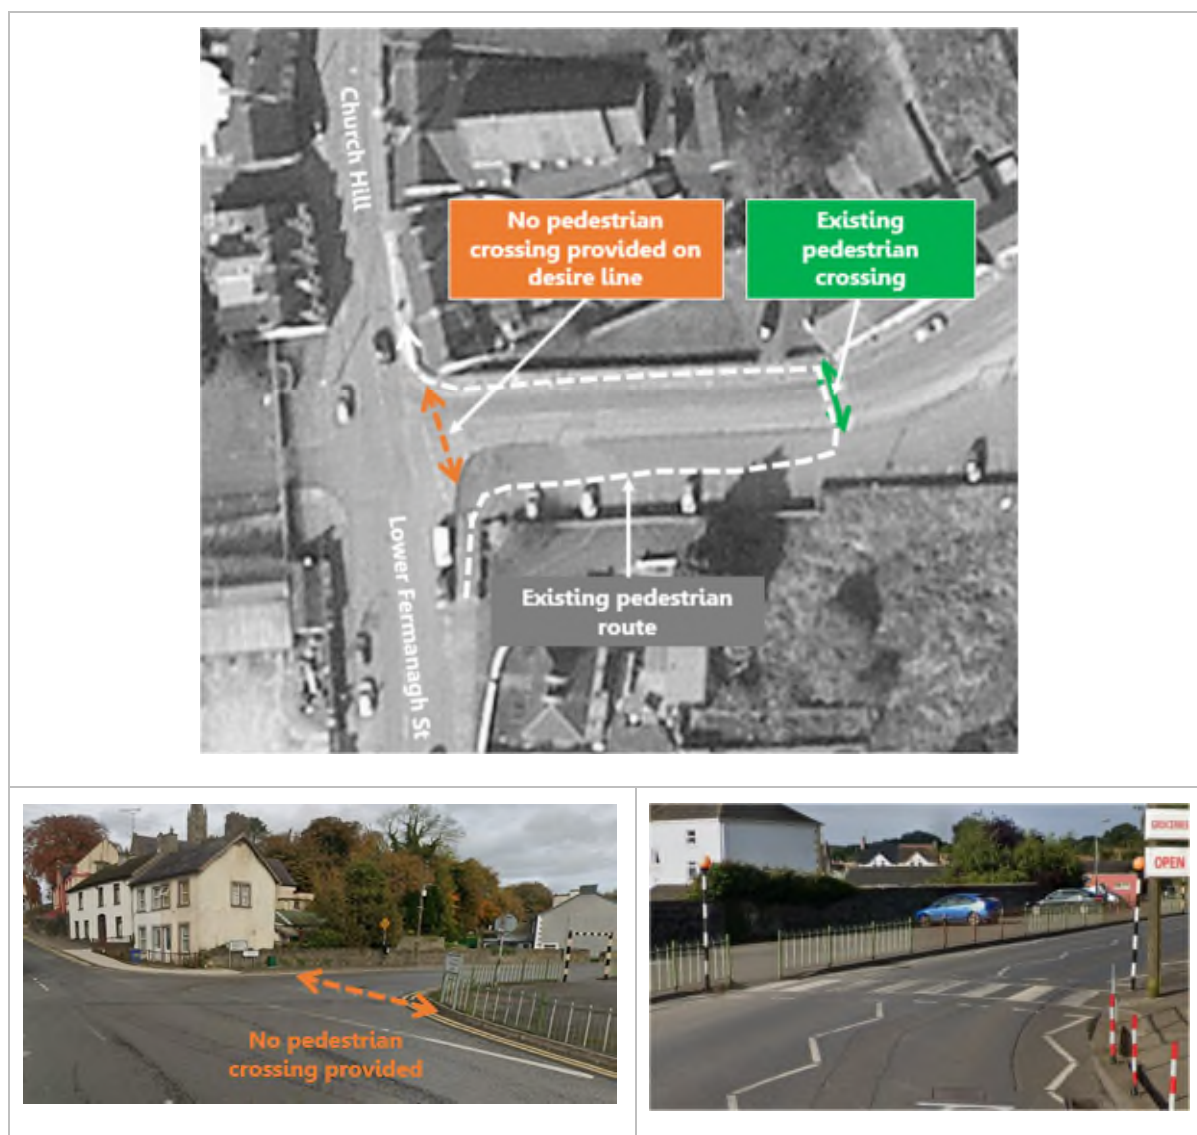 Church Hill
No pedestrian
crossing provided on
desire line
Existing
pedestrian
crossing
Existing pedestrian
route
Lower Fermanagh St
No pedestrian
crossing provided
GROCERIES
OPEN